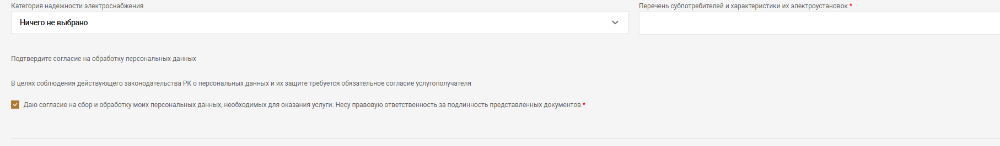 Категория надежности электроснабжения
Перечень субпотребителей и характеристики их электроустановок *
Ничего не выбрано
Подтвердите согласие на обработку персональных данных
В целях соблюдения действующего законодательства РК о персональных данных и их защите требуется обязательное согласие услугополучателя
Даю согласие на сбор и обработку моих персональных данных, необходимых для оказания услуги. Несу правовую ответственность за подлинность представленных документов *